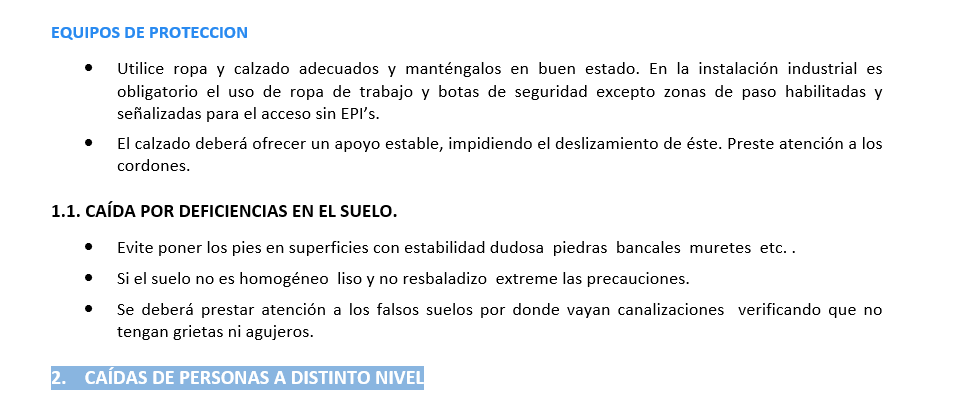 EQUIPOS DE PROTECCION
• Utilice ropa y calzado adecuados y manténgalos en buen estado. En la instalación industrial es
obligatorio el uso de ropa de trabajo y botas de seguridad excepto zonas de paso habilitadas y
señalizadas para el acceso sin EPI’s.
• El calzado deberá ofrecer un apoyo estable, impidiendo el deslizamiento de éste. Preste atención a los
cordones.
1.1. CAÍDA POR DEFICIENCIAS EN EL SUELO.
• Evite poner los pies en superficies con estabilidad dudosa  piedras  bancales  muretes  etc. .
• Si el suelo no es homogéneo  liso y no resbaladizo  extreme las precauciones.
• Se deberá prestar atención a los falsos suelos por donde vayan canalizaciones  verificando que no
tengan grietas ni agujeros.
2. CAÍDAS DE PERSONAS A DISTINTO NIVEL